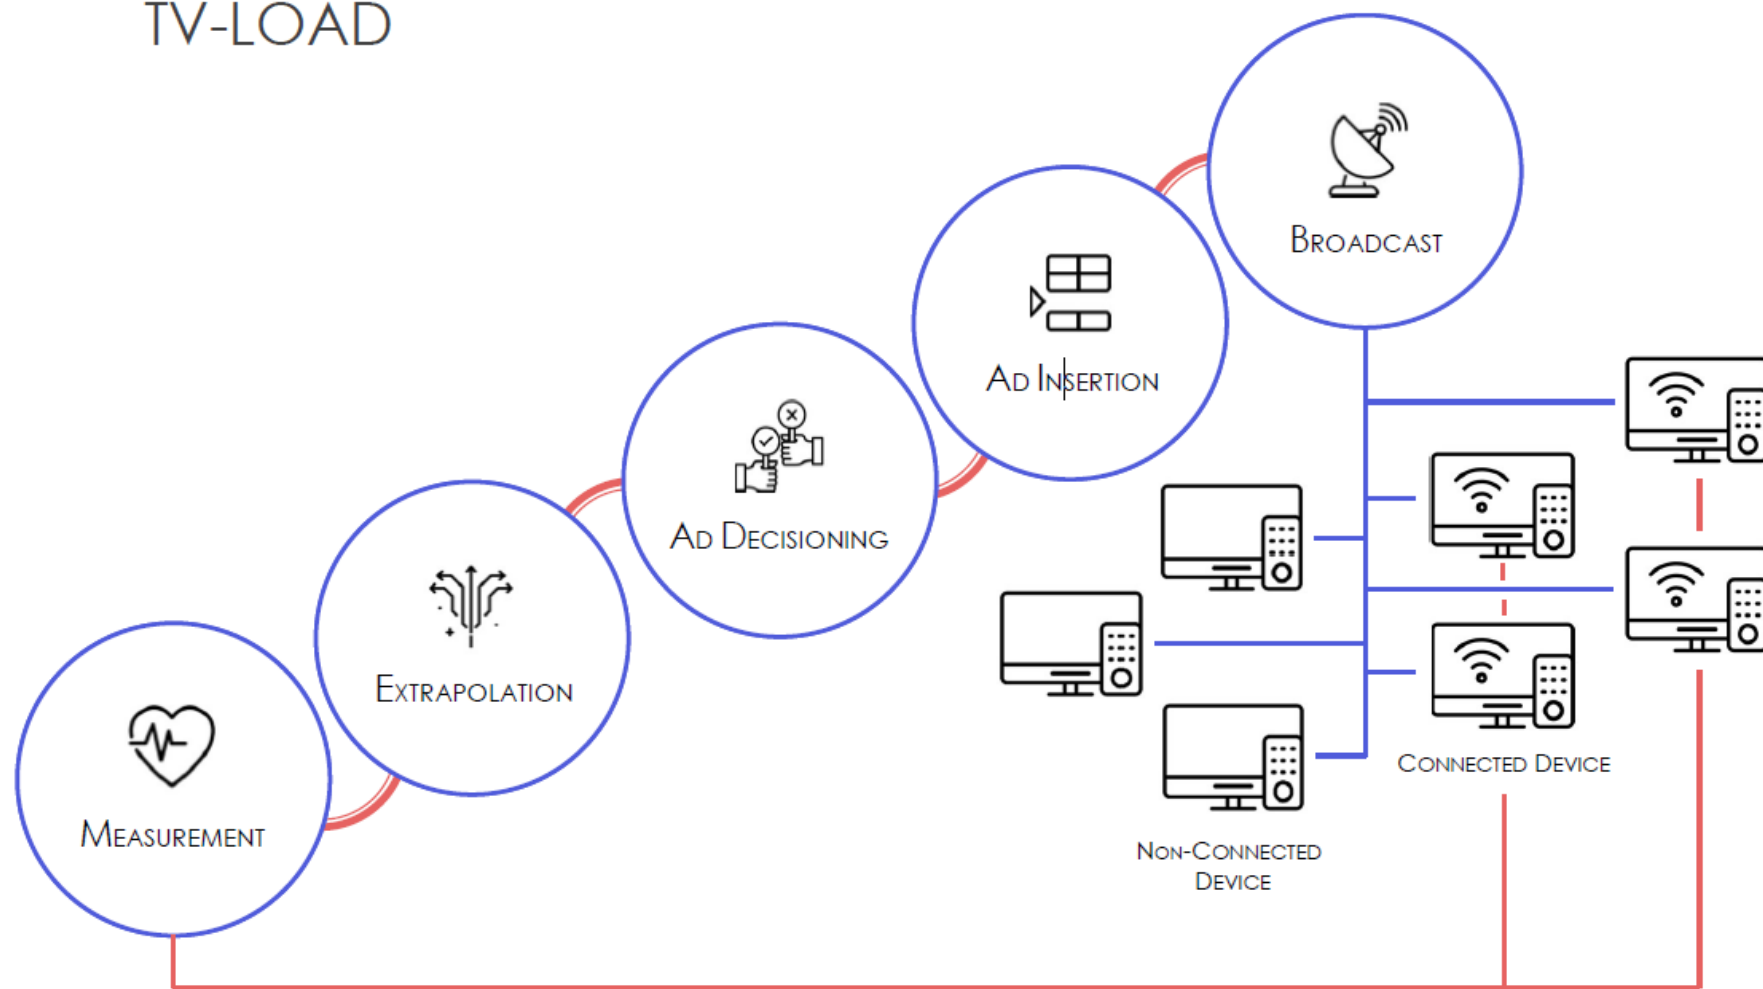 TV-LOAD
BROADCAST
AD INSERTION
AD DECISIONING
EXTRAPOLATION
MEASUREMENT
CONNECTED DEVICE
NON-CONNECTED
DEVICE